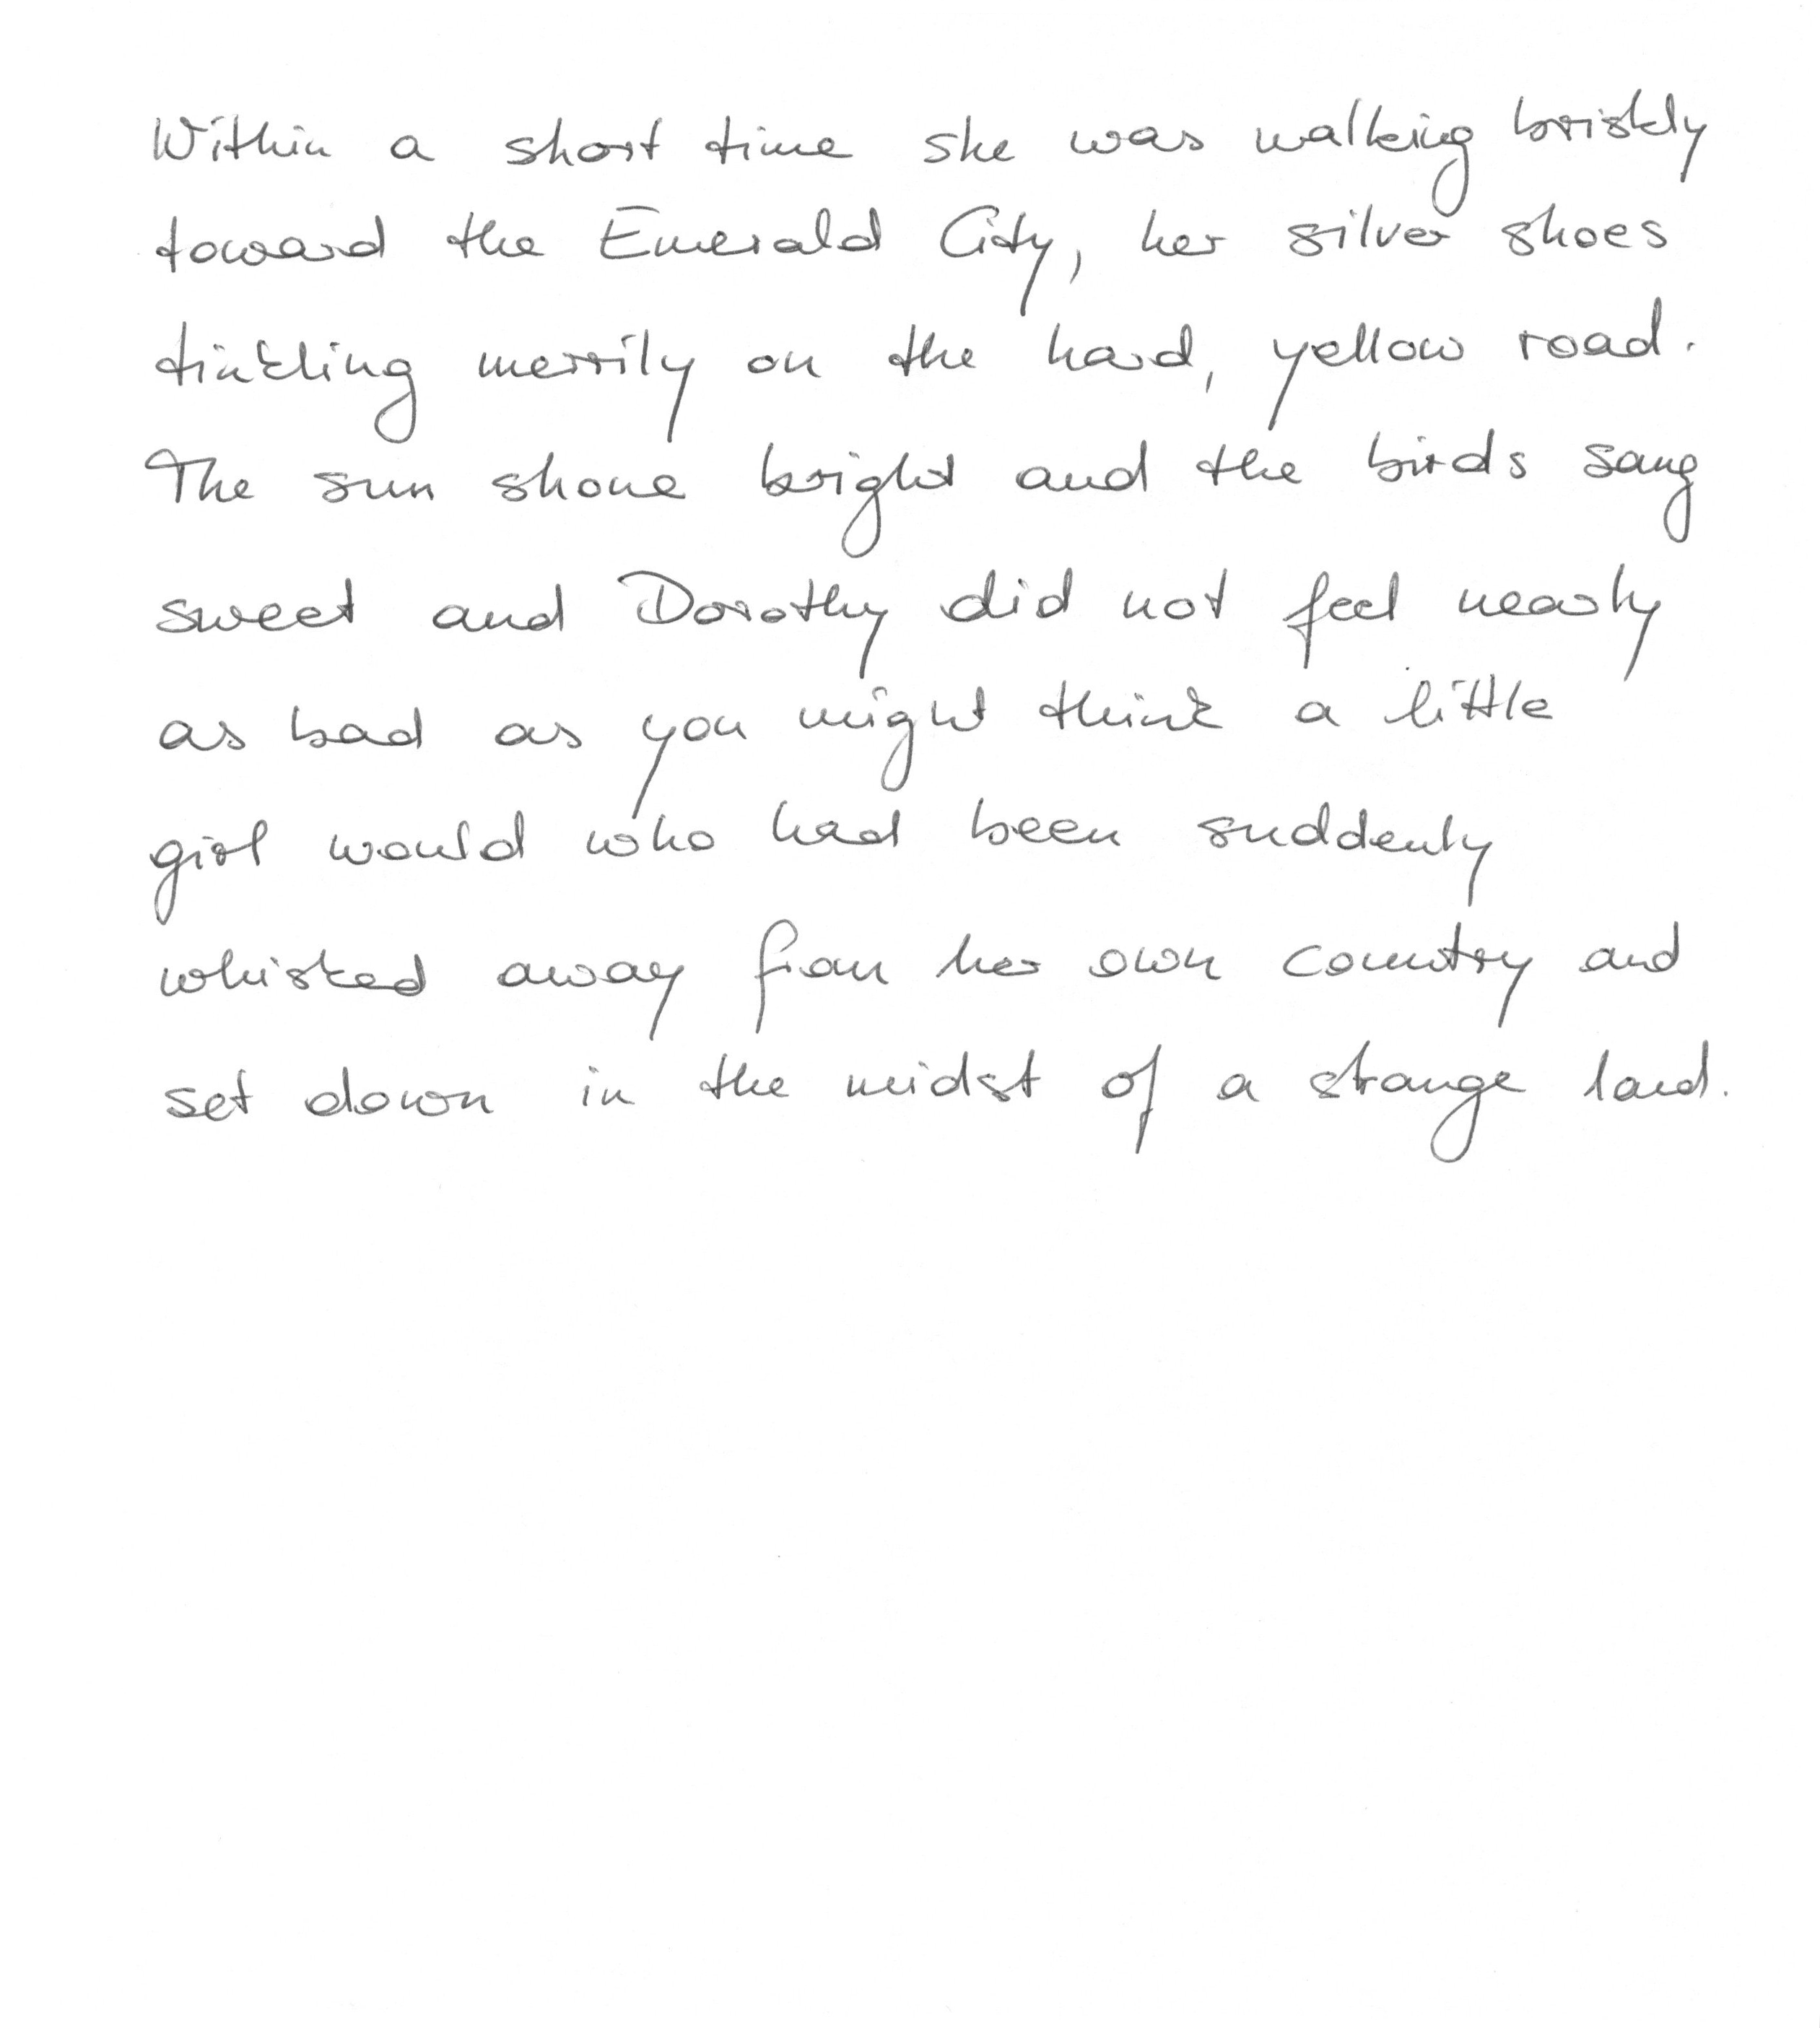 Within a short time she was walking briskly
toward the Emerald City, her silver shoes
tinkling merrily on the hard, yellow road.
The sun shone bright and the birds sang
sweet and Dorothy did not feel nearly
as bad as you might think a little
girl would who had been suddenly
whisked away from her own country and
set down in the midst of a strange land.